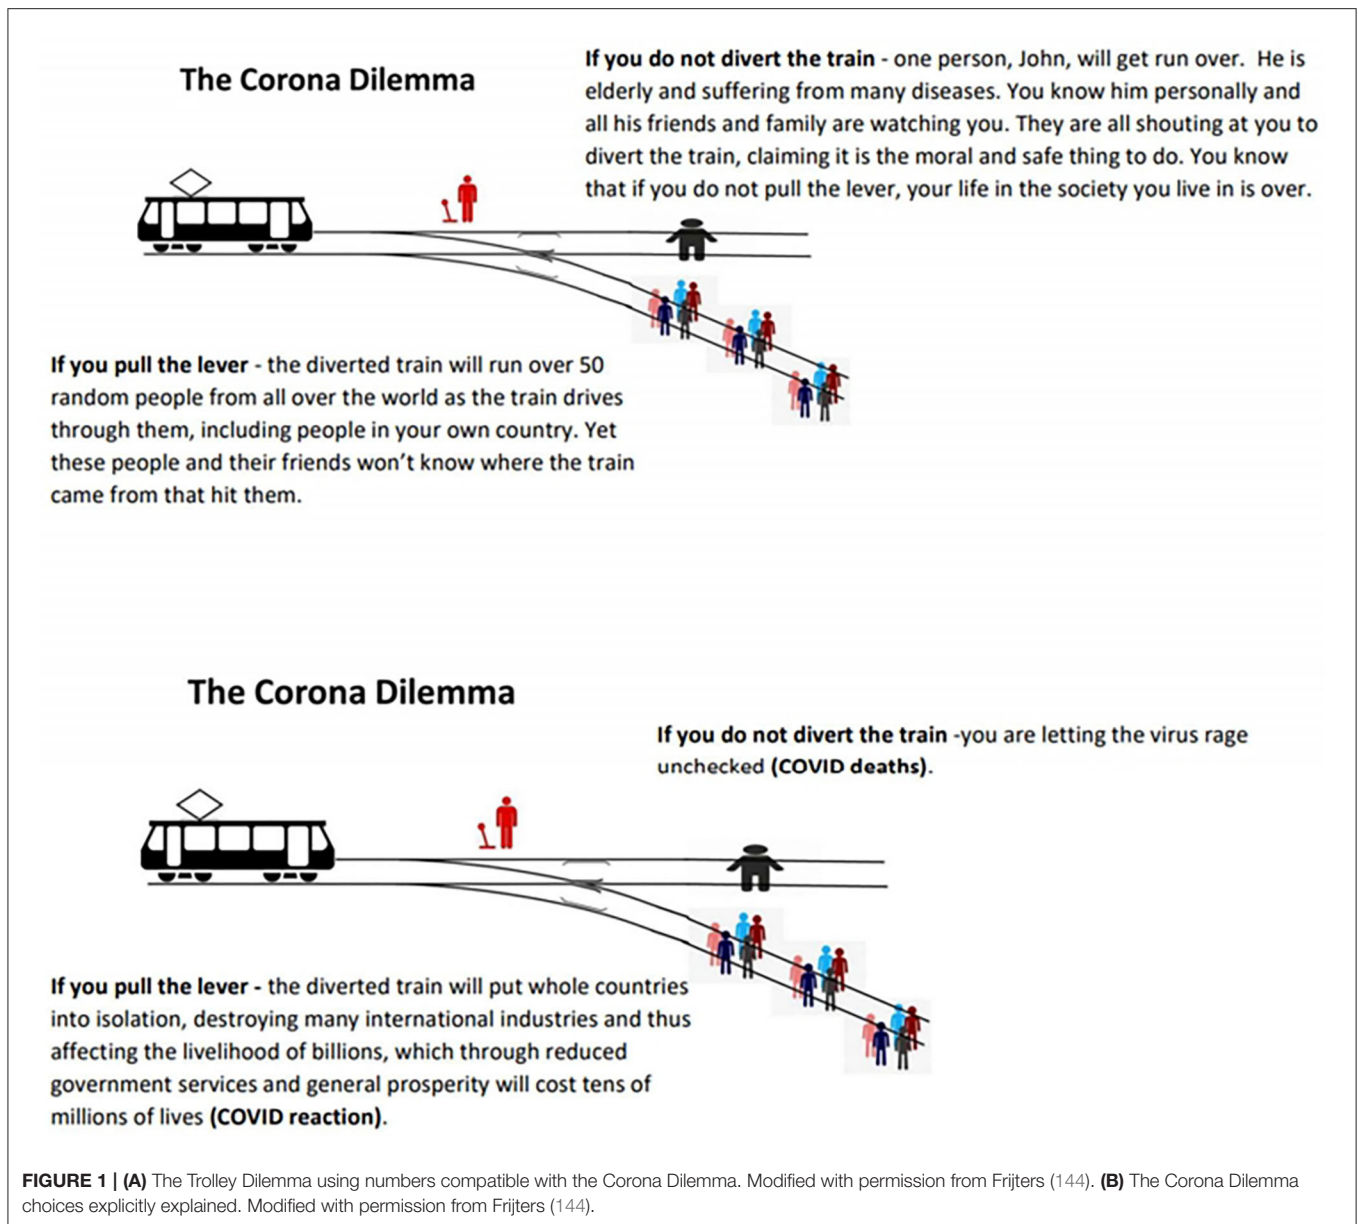 The Corona Dilemma
If you do not divert the train - one person, John, will get run over. He is
elderly and suffering from many diseases. You know him personally and
all his friends and family are watching you. They are all shouting at you to
divert the train, claiming it is the moral and safe thing to do. You know
that if you do not pull the lever, your life in the society you live in is over.
If you pull the lever - the diverted train will run over 50
random people from all over the world as the train drives
through them, including people in your own country. Yet
these people and their friends won't know where the train
came from that hit them.
The Corona Dilemma
If you do not divert the train -you are letting the virus rage
unchecked (COVID deaths).
If you pull the lever - the diverted train will put whole countries
into isolation, destroying many international industries and thus
affecting the livelihood of billions, which through reduced
government services and general prosperity will cost tens of
millions of lives (COVID reaction).
FIGURE 1 | (A) The Trolley Dilemma using numbers compatible with the Corona Dilemma. Modified with permission from Frijters (144). (B) The Corona Dilemma
choices explicitly explained. Modified with permission from Frijters (144).